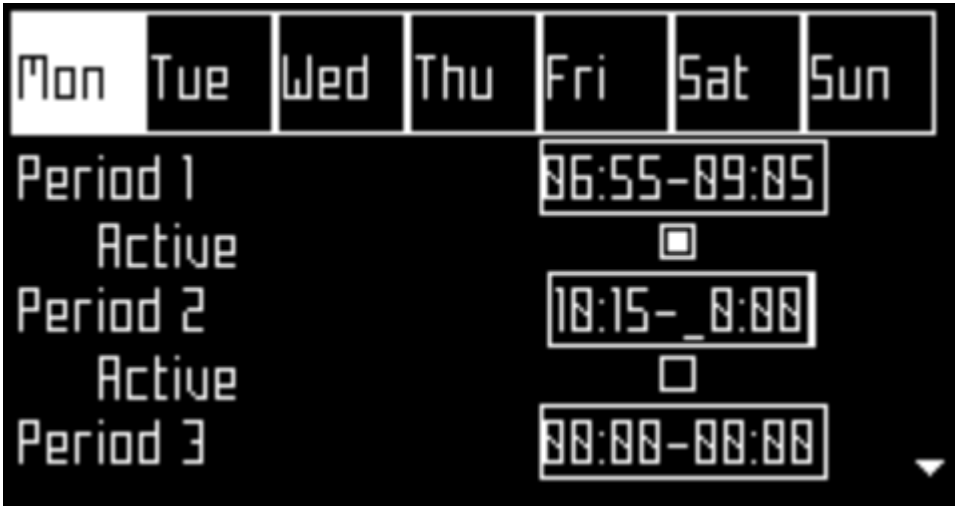 Mon Tue Wed Thu Fri Sat Sun
Period 1 06:55-09:05
Active
Period 2 10:15-_0:00
Active
Period 3 00:00-00:00